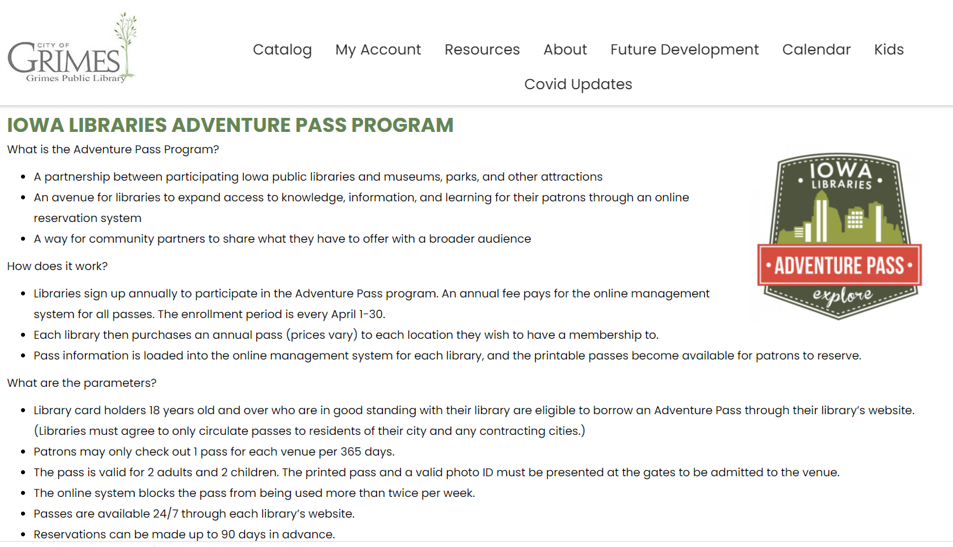 CITY OF
GRIMES
Grimes Public Library
Catalog My Account Resources About Future Development Calendar Kids
Covid Updates
IOWA LIBRARIES ADVENTURE PASS PROGRAM
What is the Adventure Pass Program?
• A partnership between participating Iowa public libraries and museums, parks, and other attractions
• An avenue for libraries to expand access to knowledge, information, and learning for their patrons through an online
reservation system
• A way for community partners to share what they have to offer with a broader audience
IOWA
LIBRARIES
ADVENTURE PASS
explore
How does it work?
• Libraries sign up annually to participate in the Adventure Pass program. An annual fee pays for the online management
system for all passes. The enrollment period is every April 1-30.
• Each library then purchases an annual pass (prices vary) to each location they wish to have a membership to.
• Pass information is loaded into the online management system for each library, and the printable passes become available for patrons to reserve.
What are the parameters?
• Library card holders 18 years old and over who are in good standing with their library are eligible to borrow an Adventure Pass through their library's website.
(Libraries must agree to only circulate passes to residents of their city and any contracting cities.)
• Patrons may only check out 1 pass for each venue per 365 days.
• The pass is valid for 2 adults and 2 children. The printed pass and a valid photo ID must be presented at the gates to be admitted to the venue.
• The online system blocks the pass from being used more than twice per week.
• Passes are available 24/7 through each library's website.
• Reservations can be made up to 90 days in advance.